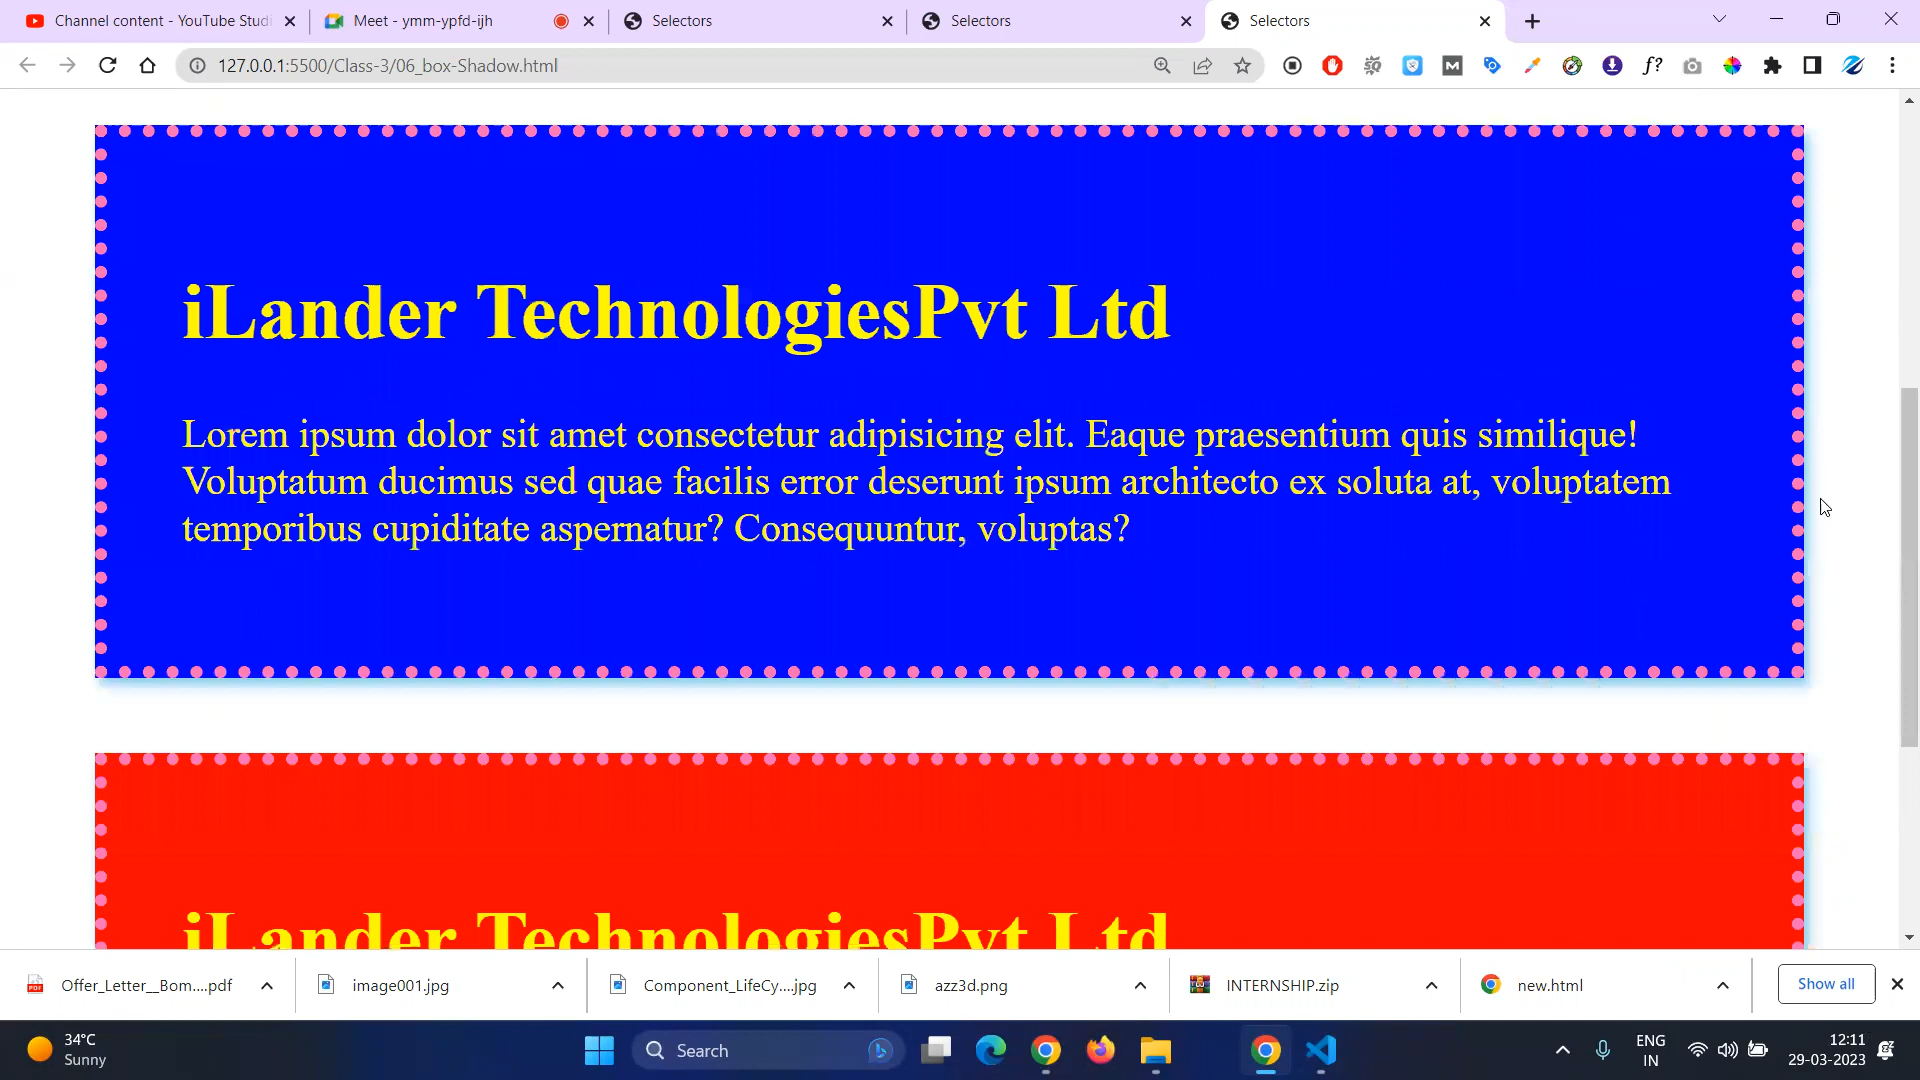 Channel content - YouTube Studi
Meet - ymm-ypfd-ijh
Selectors
Selectors
Selectors
127.0.0.1:5500/Class-3/06_box-Shadow.html
iLander TechnologiesPvt Ltd
Lorem ipsum dolor sit amet consectetur adipisicing elit. Eaque praesentium quis similique!
Voluptatum ducimus sed quae facilis error deserunt ipsum architecto ex soluta at, voluptatem
temporibus cupiditate aspernatur? Consequuntur, voluptas?
iLander TechnologiesPvt Ltd
Offer_Letter__Bom....pdf
image001.jpg
Component_LifeCy....jpg
azz3d.png
INTERNSHIP.zip
new.html
Show all
34°C
Sunny
Search
ENG
IN
12:11
29-03-2023